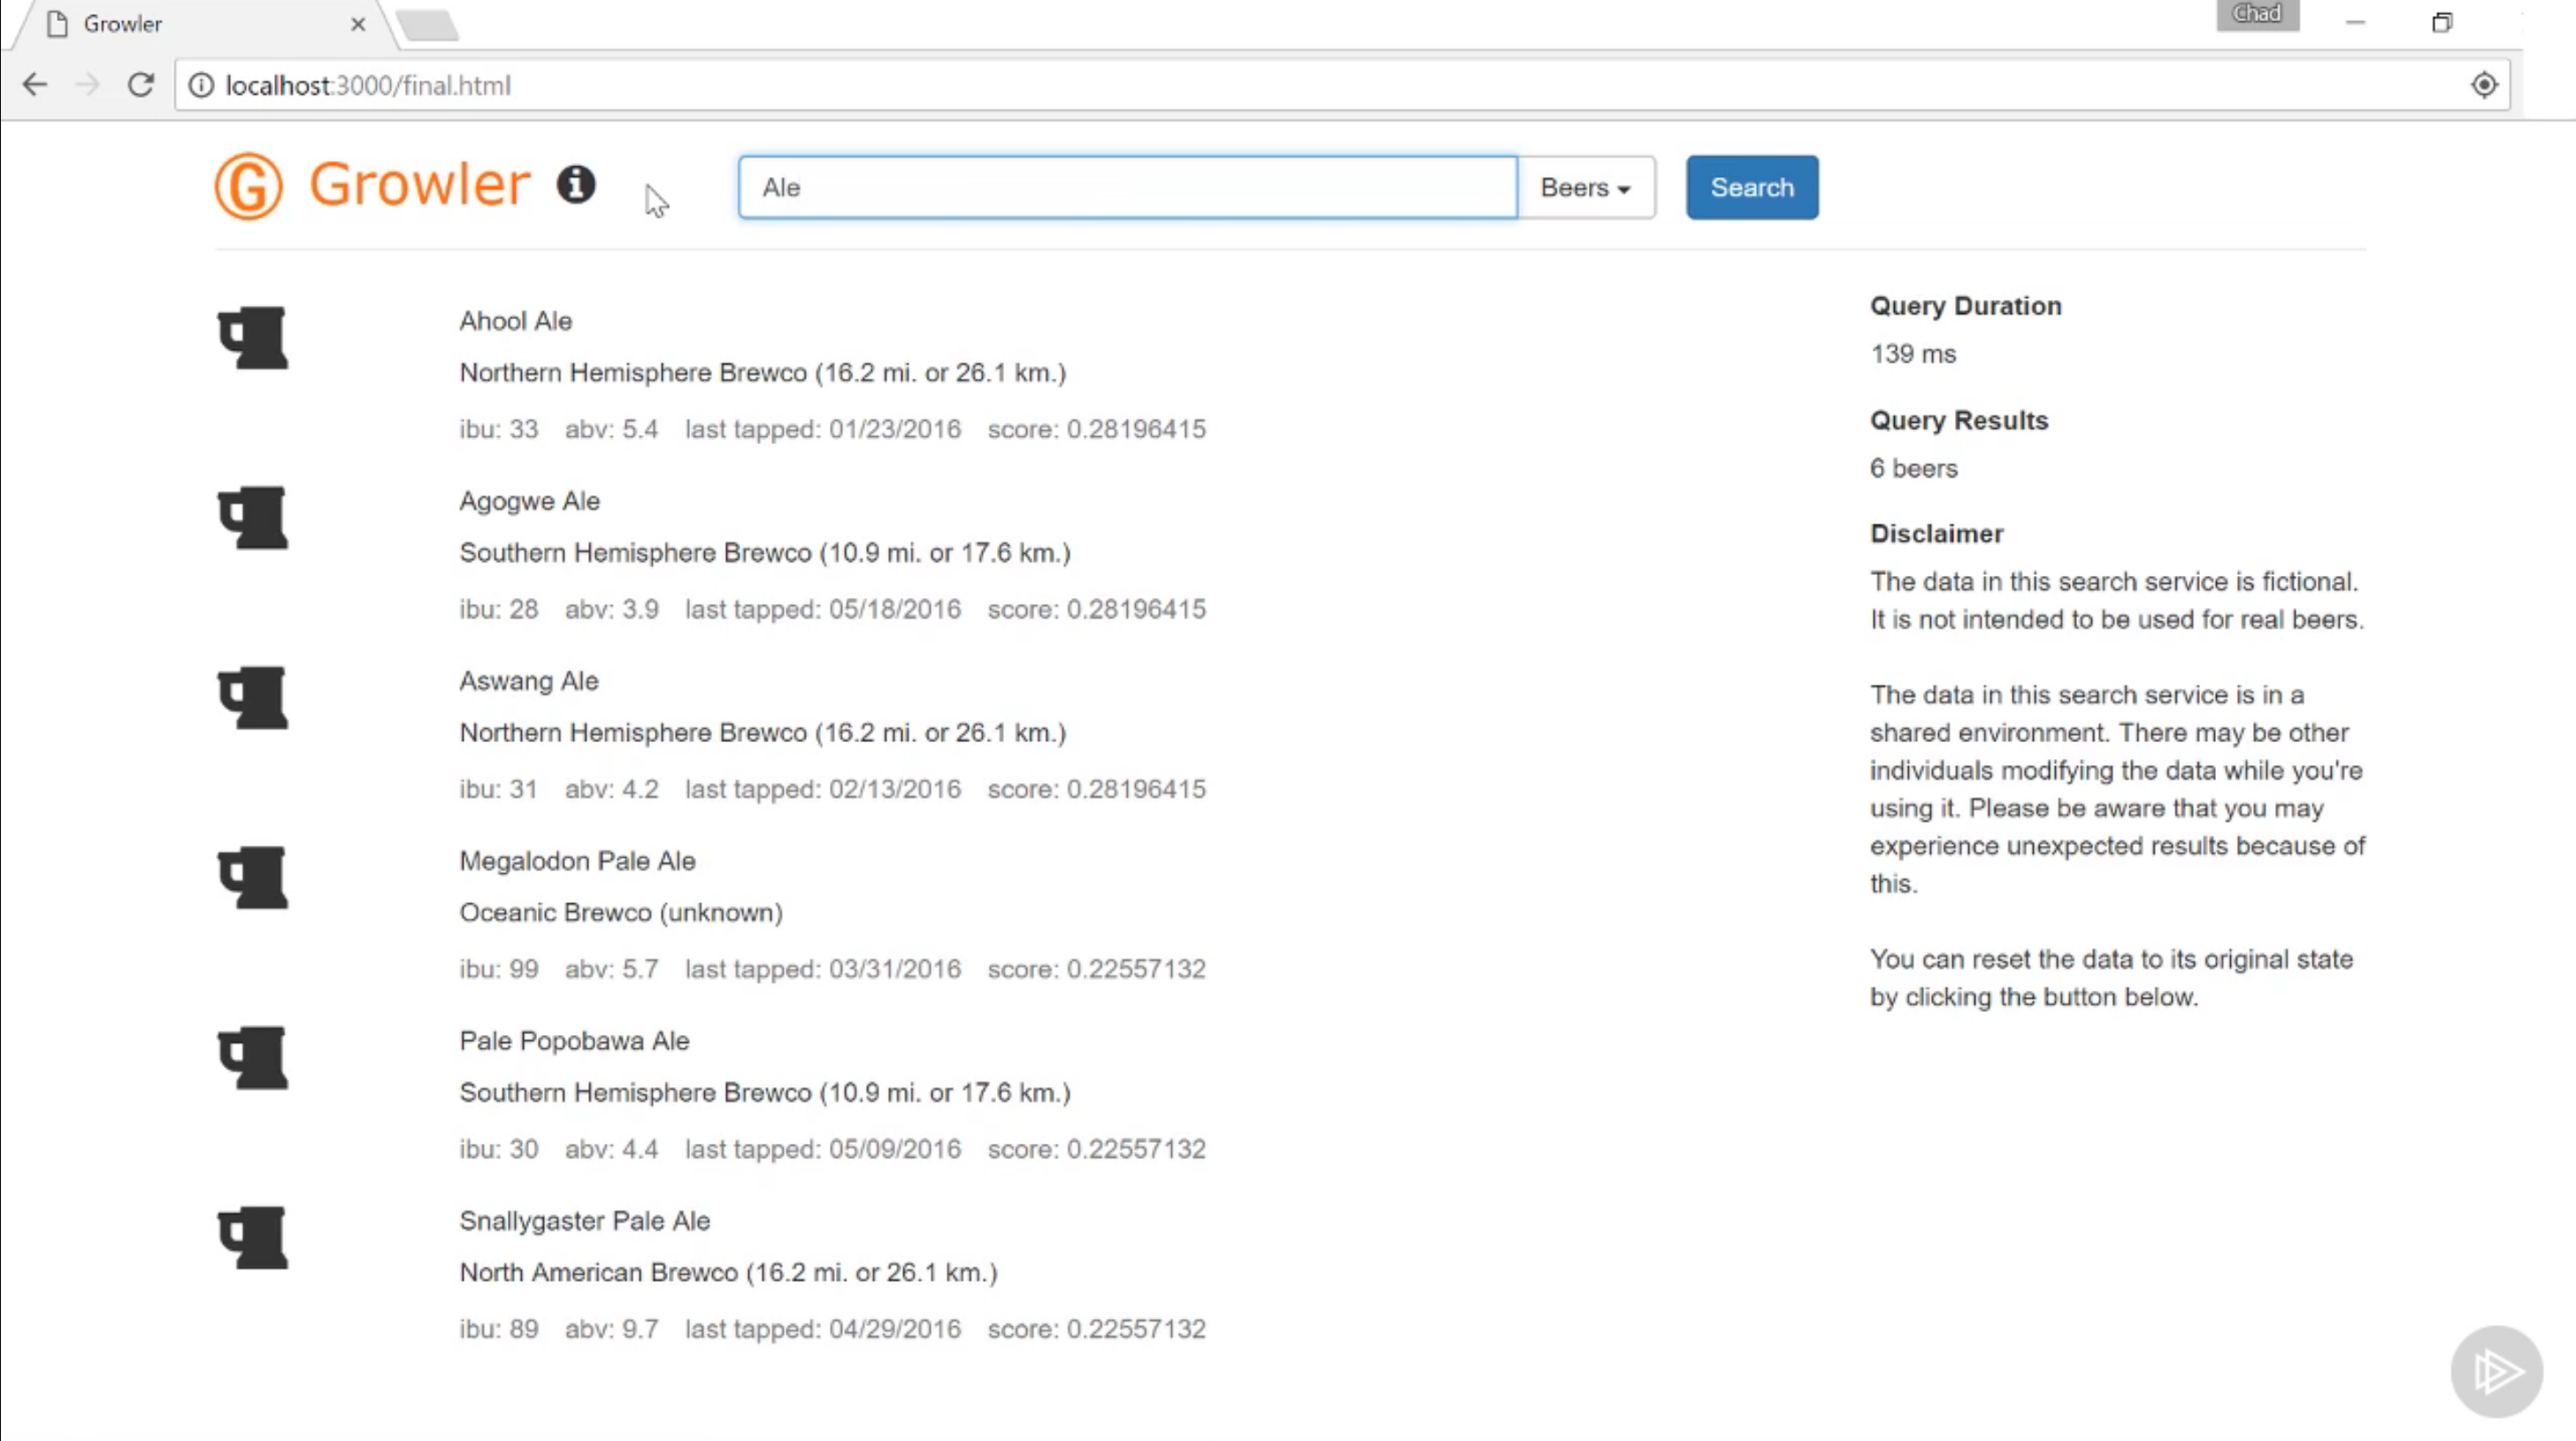 Growler
Chad
localhost:3000/final.html
G Growler
Ale
Beers
Search
Ahool Ale
Northern Hemisphere Brewco (16.2 mi. or 26.1 km.)
ibu: 33 abv: 5.4 last tapped: 01/23/2016 score: 0.28196415
Agogwe Ale
Southern Hemisphere Brewco (10.9 mi. or 17.6 km.)
ibu: 28 abv: 3.9 last tapped: 05/18/2016 score: 0.28196415
Aswang Ale
Northern Hemisphere Brewco (16.2 mi. or 26.1 km.)
ibu: 31 abv: 4.2 last tapped: 02/13/2016 score: 0.28196415
Megalodon Pale Ale
Oceanic Brewco (unknown)
ibu: 99 abv: 5.7 last tapped: 03/31/2016 score: 0.22557132
Pale Popobawa Ale
Southern Hemisphere Brewco (10.9 mi. or 17.6 km.)
ibu: 30 abv: 4.4 last tapped: 05/09/2016 score: 0.22557132
Snallygaster Pale Ale
North American Brewco (16.2 mi. or 26.1 km.)
ibu: 89 abv: 9.7 last tapped: 04/29/2016 score: 0.22557132
Query Duration
139 ms
Query Results
6 beers
Disclaimer
The data in this search service is fictional.
It is not intended to be used for real beers.
The data in this search service is in a
shared environment. There may be other
individuals modifying the data while you're
using it. Please be aware that you may
experience unexpected results because of
this.
You can reset the data to its original state
by clicking the button below.